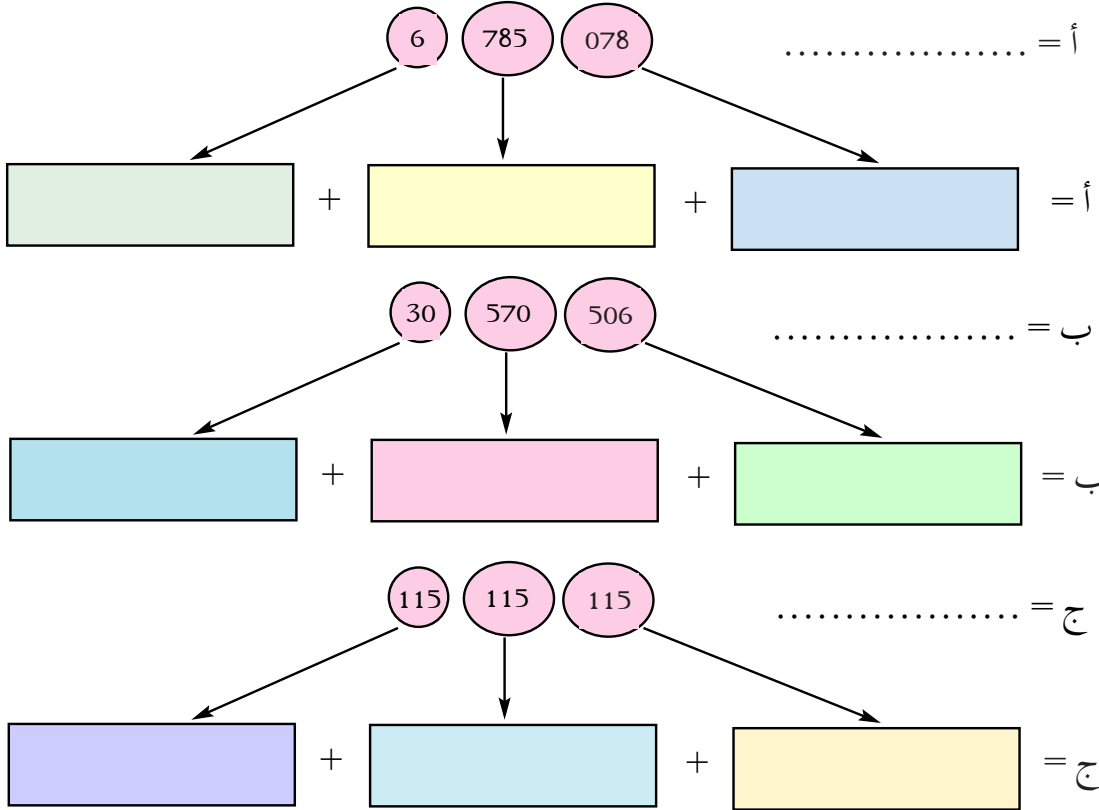 أ = .................. 6 785 078
أ = + +
ب = .................. 30 570 506
ب = + +
ج = .................. 115 115 115
ج = + +